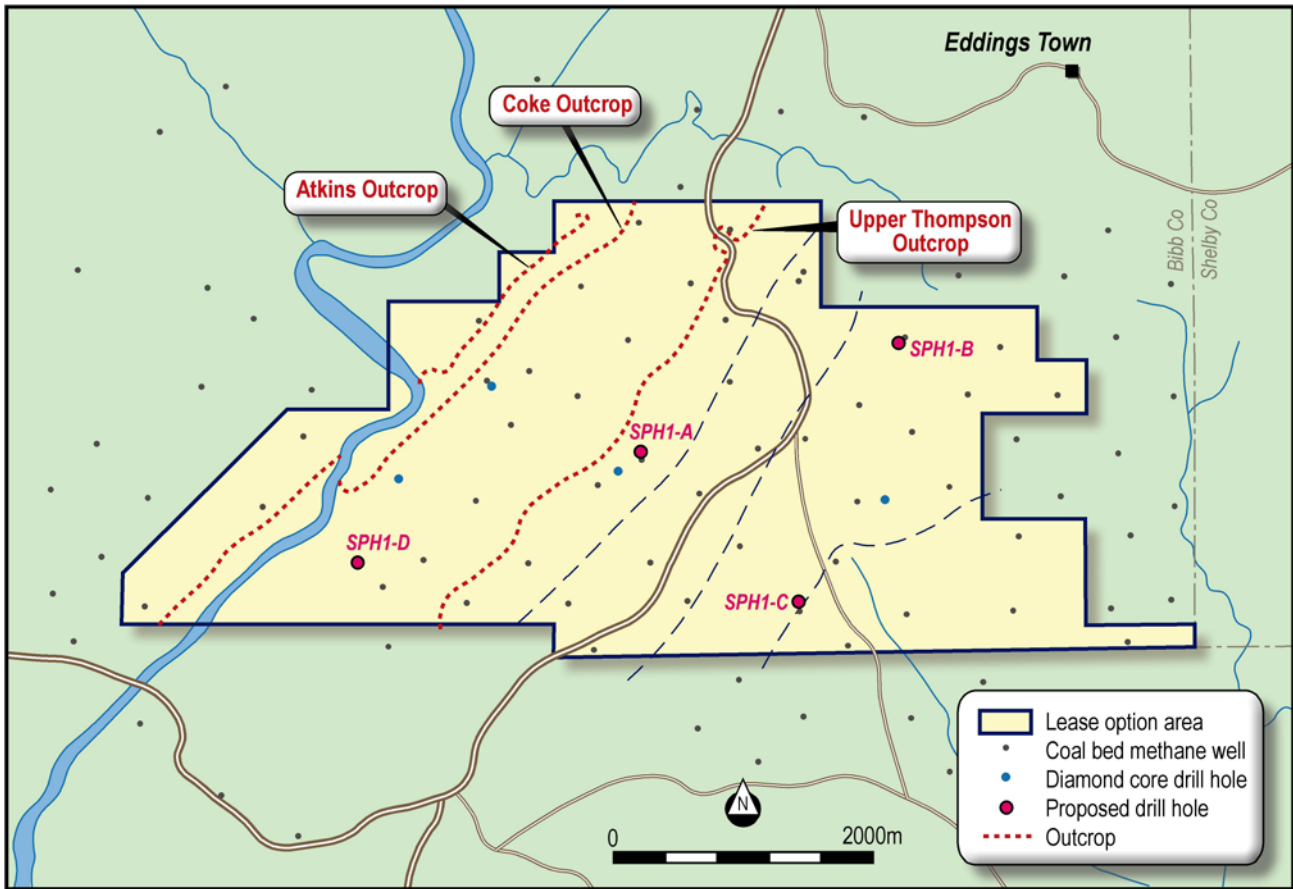 Eddings Town
Coke Outcrop
Atkins Outcrop
Upper Thompson
Outcrop
Bibb Co
Shelby Co
SPH1-B
SPH1-A
SPH1-D
SPH1-C
Lease option area
Coal bed methane well
Diamond core drill hole
Proposed drill hole
Outcrop
N
0
2000m